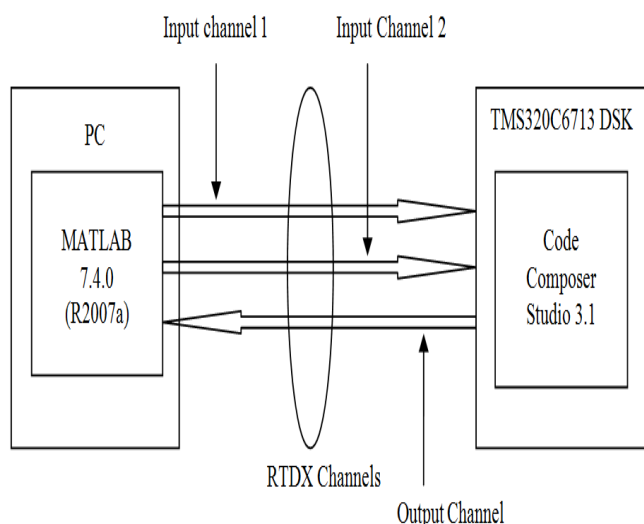 Input channel 1
Input Channel 2
PC
TMS320C6713 DSK
MATLAB
7.4.0
(R2007a)
Code
Composer
Studio 3.1
RTDX Channels
Output Channel